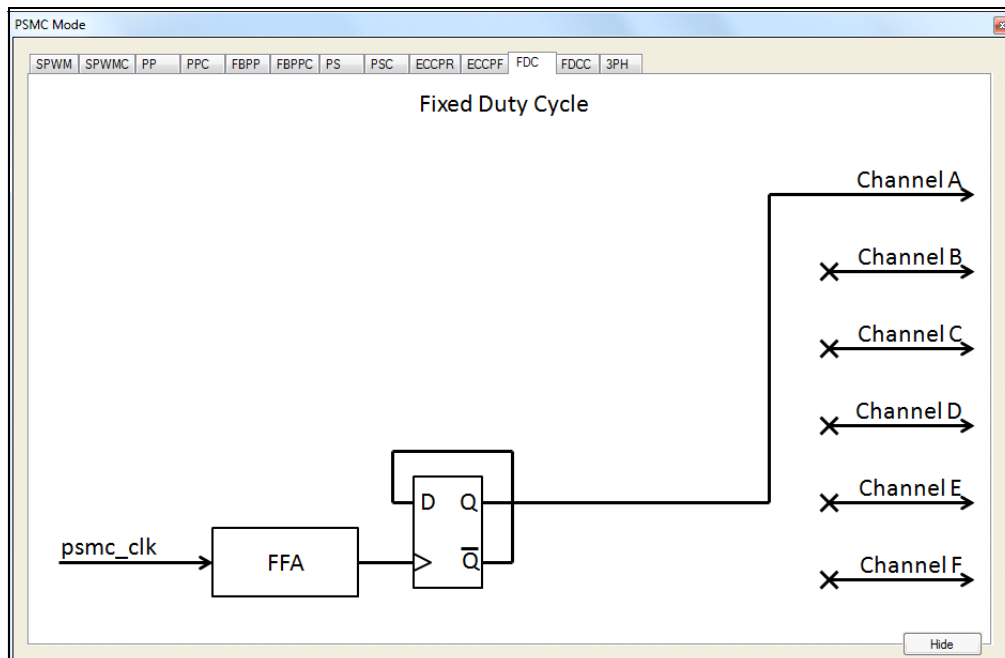 PSMC Mode
SPWM SPWMC PP PPC FBPP FBPPC PS PSC ECCPR ECCPF FDC FDCC 3PH
Fixed Duty Cycle
Channel A
Channel B
Channel C
Channel D
Channel E
Channel F
D Q
Q̅
psmc_clk
FFA
Hide